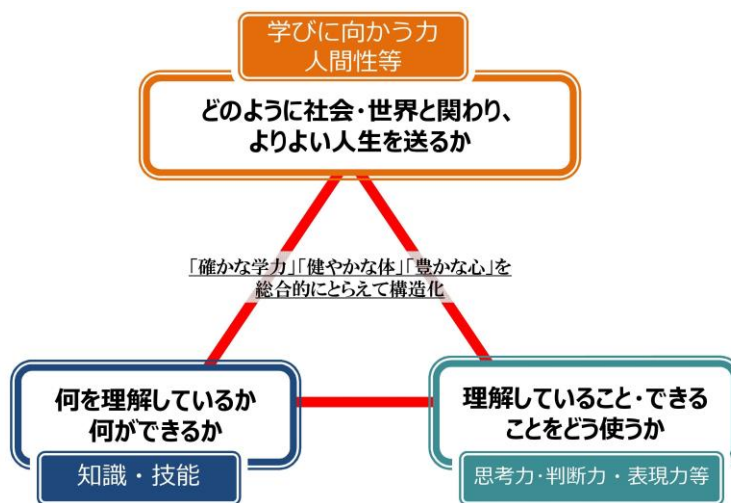 学びに向かう力
人間性等
どのように社会・世界と関わり、
よりよい人生を送るか
「確かな学力」「健やかな体」「豊かな心」を
総合的にとらえて構造化
何を理解しているか
何ができるか
知識・技能
理解していること・できる
ことをどう使うか
思考力・判断力・表現力等